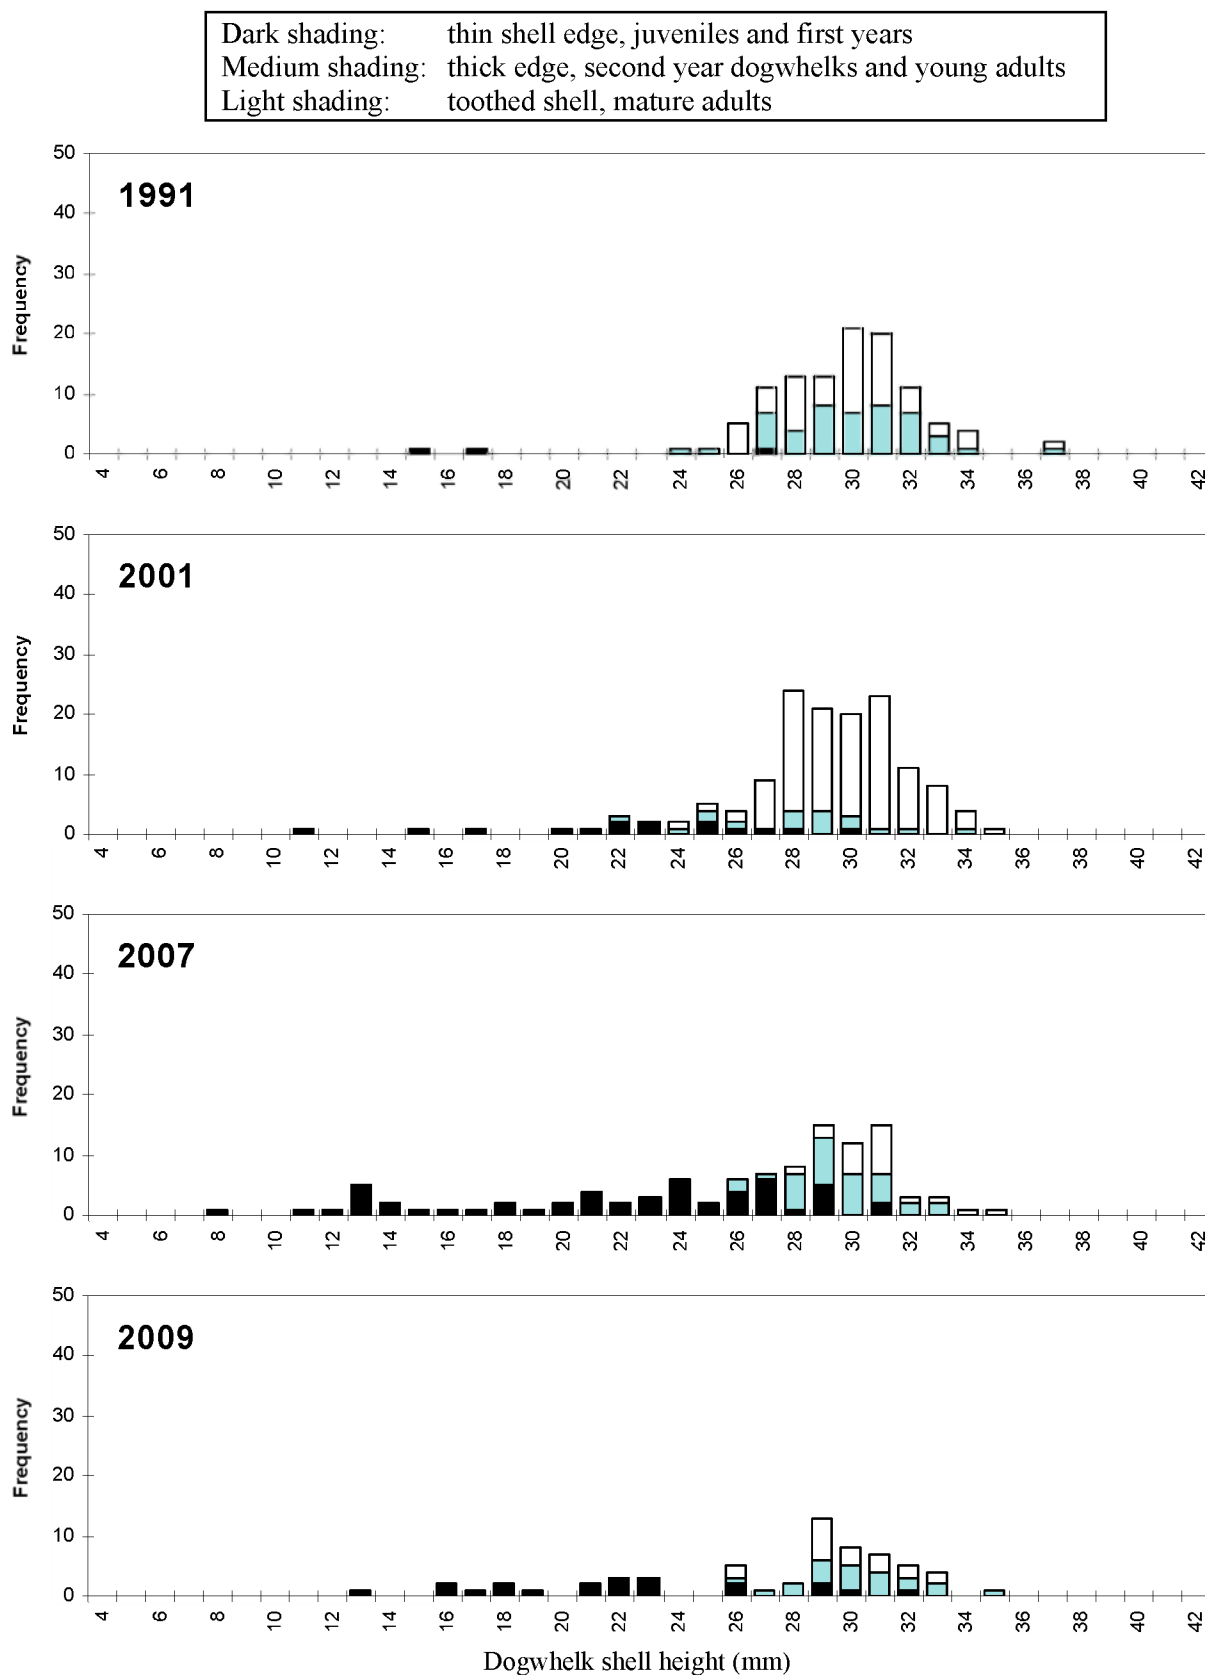 Dark shading: thin shell edge, juveniles and first years
Medium shading: thick edge, second year dogwhelks and young adults
Light shading: toothed shell, mature adults
50
1991
40
30
Frequency
20
10
0
4 6 8 10 12 14 16 18 20 22 24 26 28 30 32 34 36 38 40 42
50
2001
40
30
Frequency
20
10
0
4 6 8 10 12 14 16 18 20 22 24 26 28 30 32 34 36 38 40 42
50
2007
40
30
Frequency
20
10
0
4 6 8 10 12 14 16 18 20 22 24 26 28 30 32 34 36 38 40 42
50
2009
40
30
Frequency
20
10
0
4 6 8 10 12 14 16 18 20 22 24 26 28 30 32 34 36 38 40 42
Dogwhelk shell height (mm)